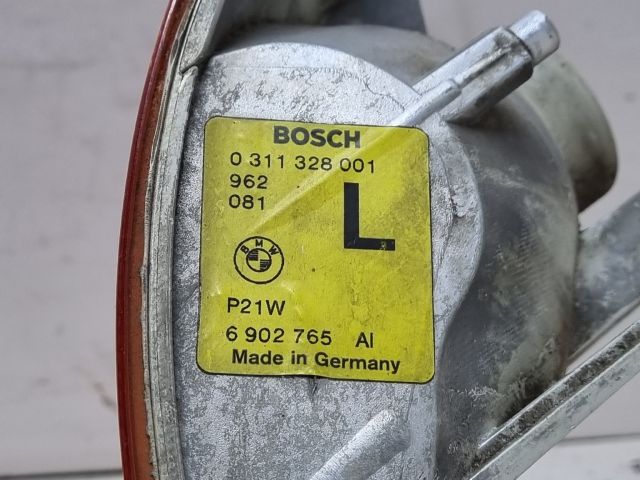 BOSCH
0 311 328 001
962
081
L
BMW
P21W
6 902 765 AI
Made in Germany